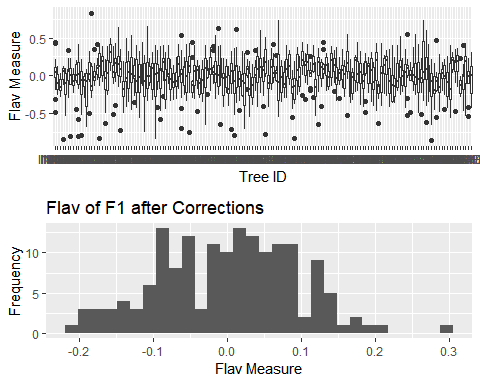 0.5
0.0
-0.5
Flav Measure
Tree ID
Flav of F1 after Corrections
10
5
0
Frequency
-0.2 -0.1 0.0 0.1 0.2 0.3
Flav Measure